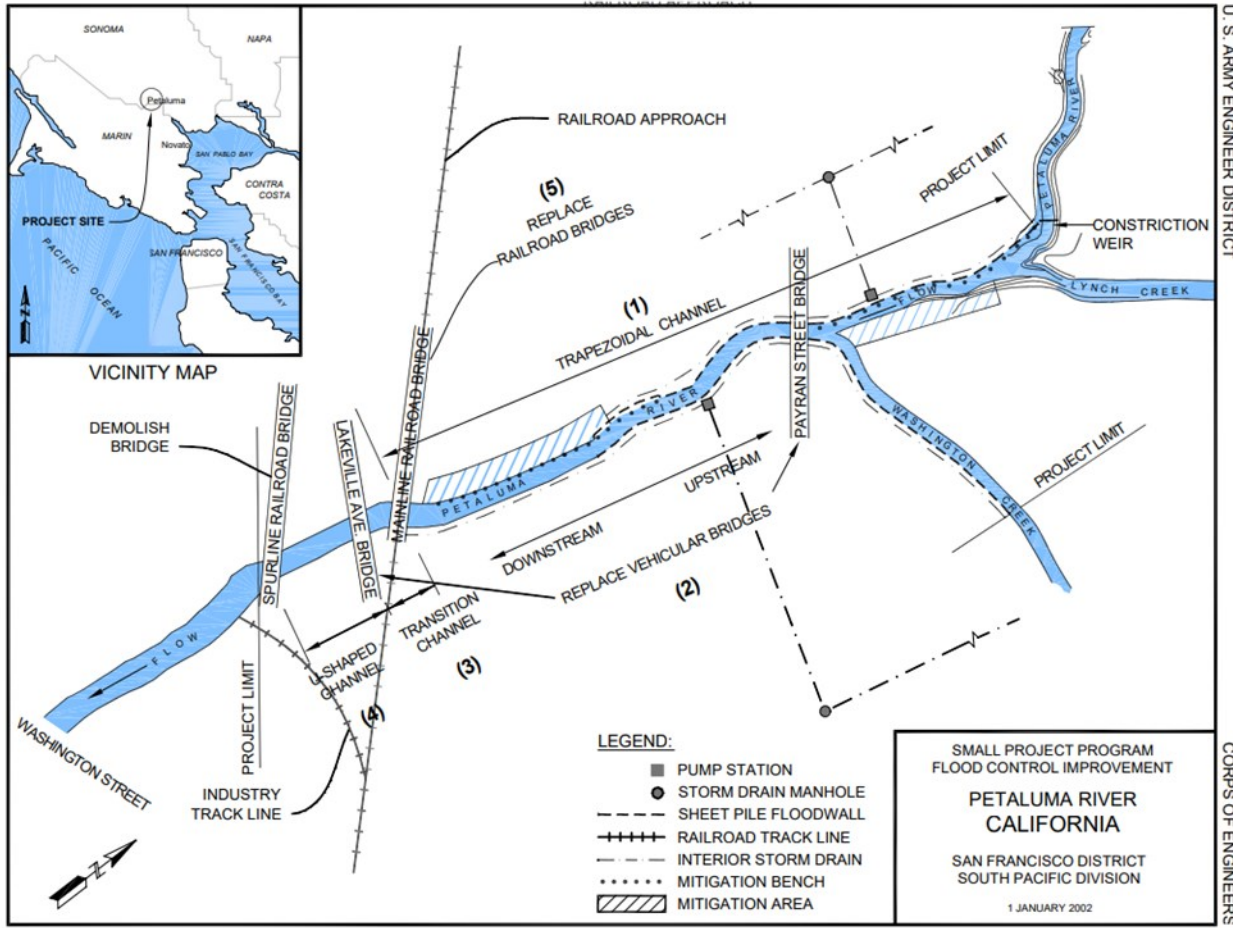 SONOMA
NAPA
Petaluma
MARIN
Novato
SAN PABLO BAY
CONTRA
COSTA
PROJECT SITE
PACIFIC
OCEAN
SAN FRANCISCO
SAN FRANCISCO BAY
N
VICINITY MAP
RAILROAD APPROACH
(5)
REPLACE
RAILROAD BRIDGES
PROJECT LIMIT
PETALUMA RIVER
CONSTRICTION
WEIR
LYNCH CREEK
FLOW
(1)
TRAPEZOIDAL CHANNEL
PAYRAN STREET BRIDGE
WASHINGTON CREEK
PROJECT LIMIT
DEMOLISH
BRIDGE
SPURLINE RAILROAD BRIDGE
LAKEVILLE AVE. BRIDGE
MAINLINE RAILROAD BRIDGE
PETALUMA RIVER
UPSTREAM
DOWNSTREAM
REPLACE VEHICULAR BRIDGES
(2)
TRANSITION
CHANNEL
(3)
U-SHAPED
CHANNEL
(4)
FLOW
PROJECT LIMIT
WASHINGTON STREET
INDUSTRY
TRACK LINE
N
LEGEND:
PUMP STATION
STORM DRAIN MANHOLE
SHEET PILE FLOODWALL
RAILROAD TRACK LINE
INTERIOR STORM DRAIN
MITIGATION BENCH
MITIGATION AREA
SMALL PROJECT PROGRAM
FLOOD CONTROL IMPROVEMENT
PETALUMA RIVER
CALIFORNIA
SAN FRANCISCO DISTRICT
SOUTH PACIFIC DIVISION
1 JANUARY 2002
U. S. ARMY ENGINEER DISTRICT
CORPS OF ENGINEERS